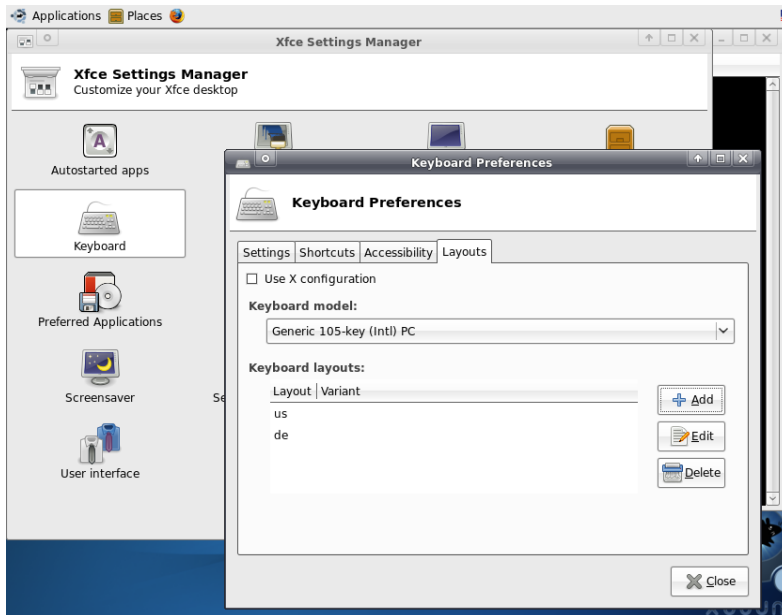 Applications Places
Xfce Settings Manager
Xfce Settings Manager
Customize your Xfce desktop
Autostarted apps
Keyboard
Preferred Applications
Screensaver
Se
User interface
Keyboard Preferences
Keyboard Preferences
Settings Shortcuts Accessibility Layouts
Use X configuration
Keyboard model:
Generic 105-key (Intl) PC
Keyboard layouts:
Layout Variant
us
de
Add
Edit
Delete
Close